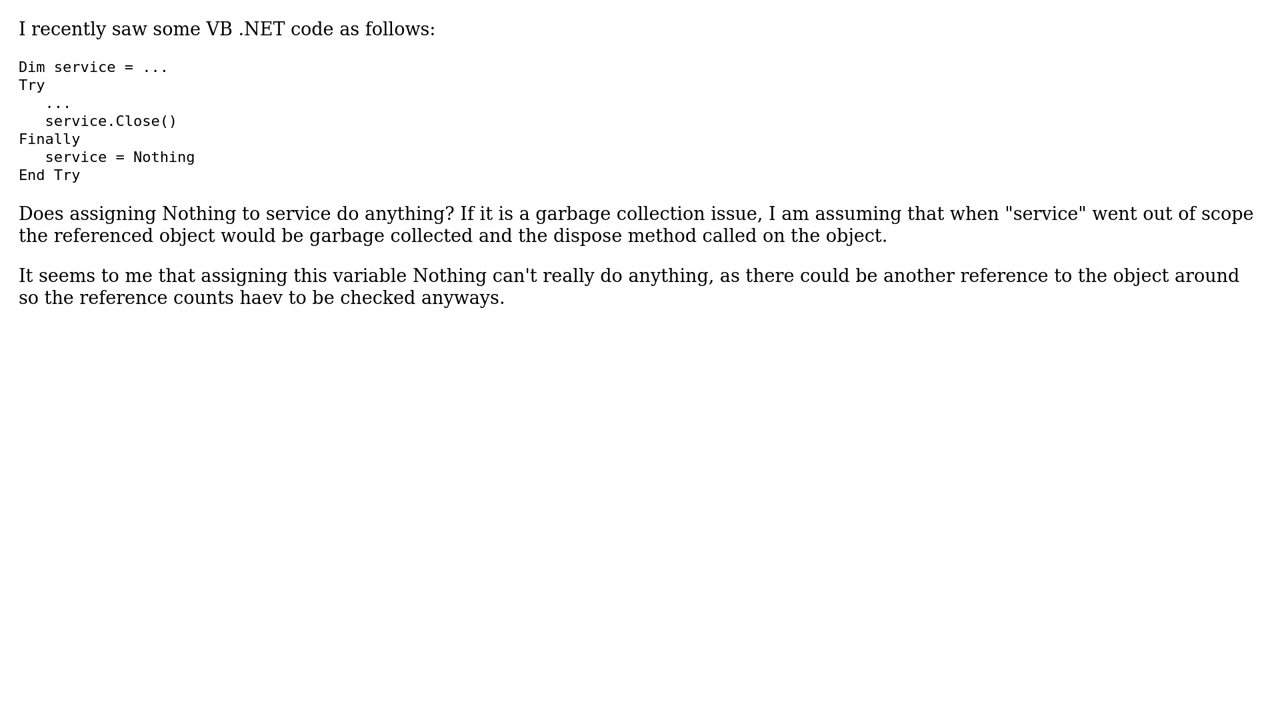 I recently saw some VB .NET code as follows:
Dim service = ...
Try
   ...
   service.Close()
Finally
   service = Nothing
End Try
Does assigning Nothing to service do anything? If it is a garbage collection issue, I am assuming that when "service" went out of scope
the referenced object would be garbage collected and the dispose method called on the object.
It seems to me that assigning this variable Nothing can't really do anything, as there could be another reference to the object around
so the reference counts haev to be checked anyways.